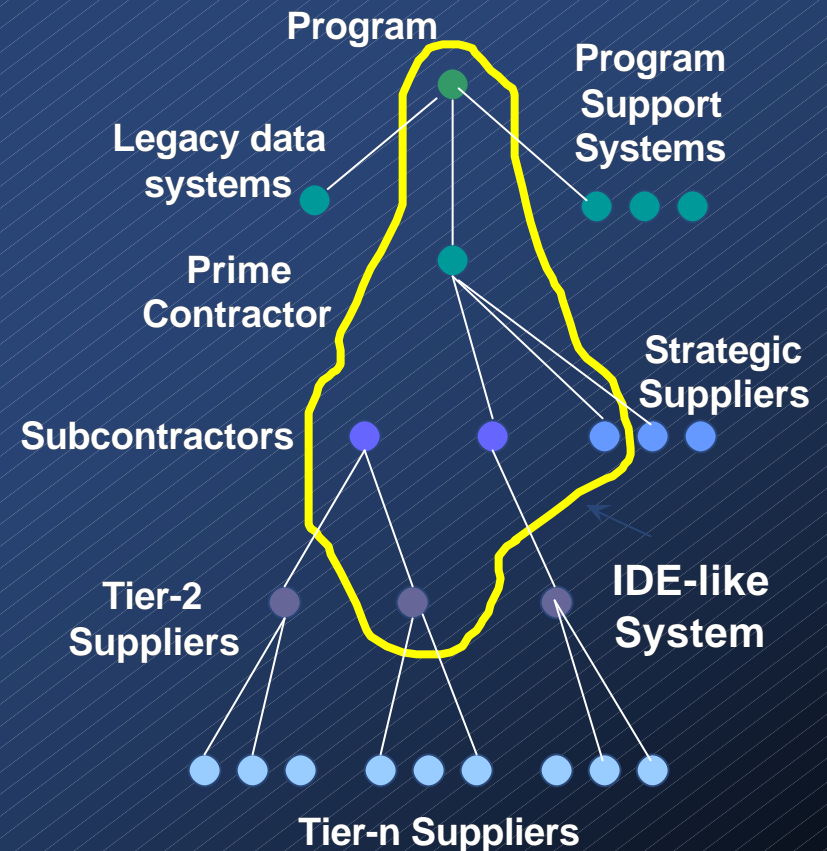 Program
Program
Support
Systems
Legacy data
systems
Prime
Contractor
Strategic
Suppliers
Subcontractors
IDE-like
System
Tier-2
Suppliers
Tier-n Suppliers